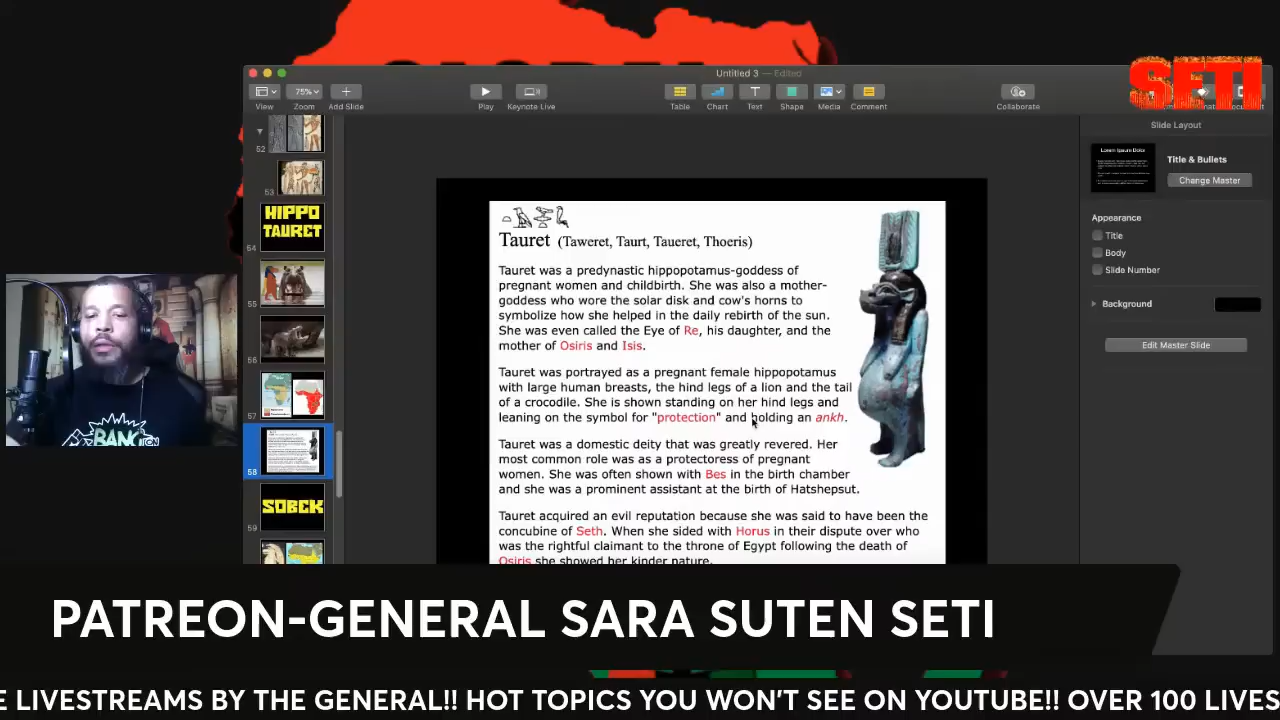 Untitled 3 — Edited
SETI
75%
View
Zoom
Add Slide
Play
Keynote Live
Table
Chart
Text
Shape
Media
Comment
Collaborate
Slide Layout
Title & Bullets
Change Master
Appearance
Title
Body
Slide Number
Background
Edit Master Slide
52
53
HIPPO
TAURET
54
55
56
57
58
SOBEK
59
Tauret (Taweret, Taurt, Taueret, Thoeris)
Tauret was a predynastic hippopotamus-goddess of
pregnant women and childbirth. She was also a mother-
goddess who wore the solar disk and cow's horns to
symbolize how she helped in the daily rebirth of the sun.
She was even called the Eye of Re, his daughter, and the
mother of Osiris and Isis.
Tauret was portrayed as a pregnant female hippopotamus
with large human breasts, the hind legs of a lion and the tail
of a crocodile. She is shown standing on her hind legs and
leaning on the symbol for "protection" and holding an ankh.
Tauret was a domestic deity that was greatly revered. Her
most common role was as a protectoress of pregnant
women. She was often shown with Bes in the birth chamber
and she was a prominent assistant at the birth of Hatshepsut.
Tauret acquired an evil reputation because she was said to have been the
concubine of Seth. When she sided with Horus in their dispute over who
was the rightful claimant to the throne of Egypt following the death of
Osiris she showed her kinder nature.
PATREON-GENERAL SARA SUTEN SETI
E LIVESTREAMS BY THE GENERAL!! HOT TOPICS YOU WON'T SEE ON YOUTUBE!! OVER 100 LIVES